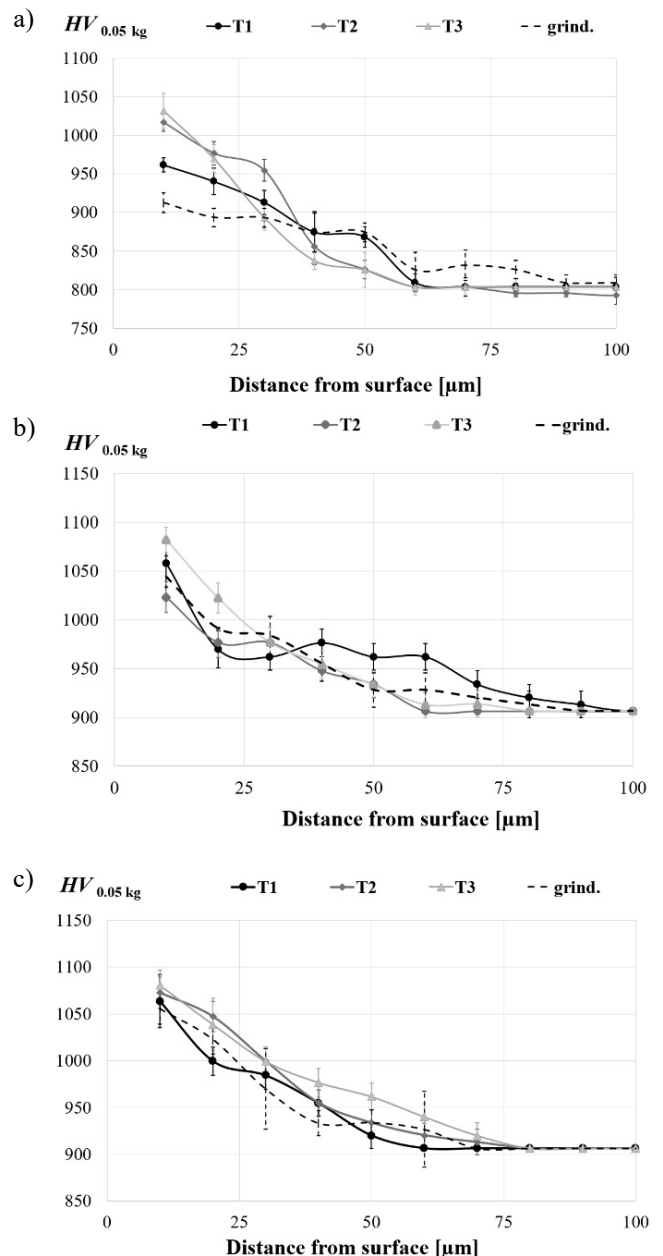 a) HV 0.05 kg T1 T2 T3 grind.
1100
1050
1000
950
900
850
800
750
0 25 50 75 100
Distance from surface [µm]
b) HV 0.05 kg T1 T2 T3 grind.
1150
1100
1050
1000
950
900
850
0 25 50 75 100
Distance from surface [µm]
c) HV 0.05 kg T1 T2 T3 grind.
1150
1100
1050
1000
950
900
850
0 25 50 75 100
Distance from surface [µm]